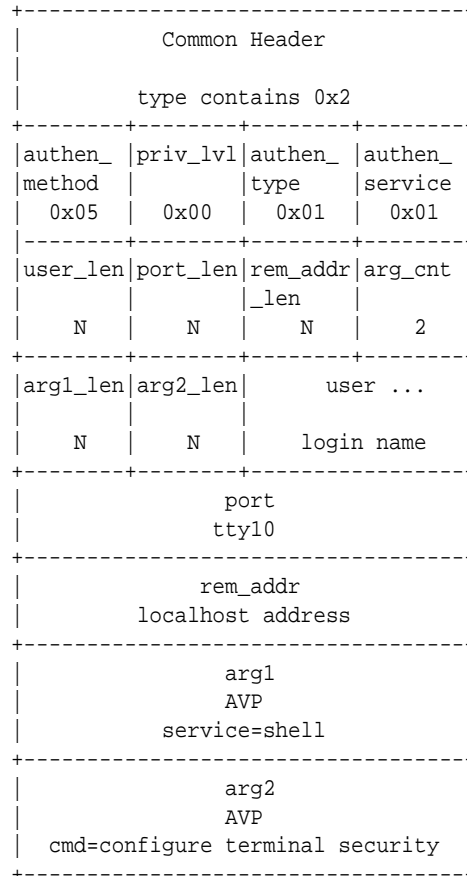 +-----------------------------------
|          Common Header
|
|        type contains 0x2
+--------+--------+--------+--------
|authen_ |priv_lvl|authen_ |authen_
|method  |        |type    |service
|  0x05  |  0x00  |  0x01  |  0x01
|--------+--------+--------+--------
|user_len|port_len|rem_addr|arg_cnt
|        |        |_len    |
|    N   |    N   |    N   |    2
+--------+--------+--------+--------
|arg1_len|arg2_len|      user ...
|        |        |
|    N   |    N   |    login name
+--------+--------+-----------------
|               port
|              tty10
+-----------------------------------
|             rem_addr
|         localhost address
+-----------------------------------
|               arg1
|               AVP
|           service=shell
+-----------------------------------
|               arg2
|               AVP
|  cmd=configure terminal security
+-----------------------------------